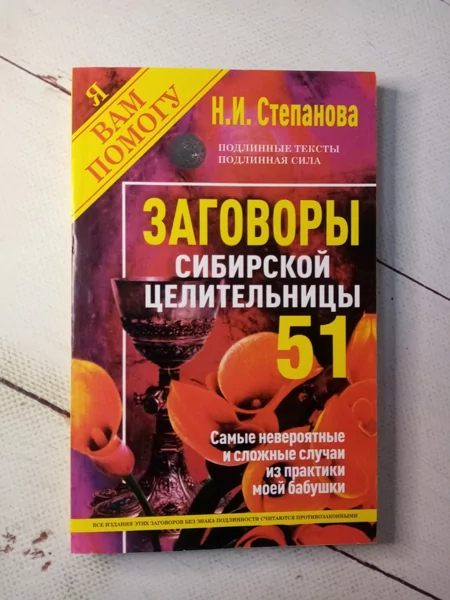 Я
ВАМ
ПОМОГУ
Н.И. Степанова
ПОДЛИННЫЕ ТЕКСТЫ
ПОДЛИННАЯ СИЛА
ЗАГОВОРЫ
СИБИРСКОЙ
ЦЕЛИТЕЛЬНИЦЫ
51
Самые невероятные
и сложные случаи
из практики
моей бабушки
ВСЕ ИЗДАНИЯ ЭТИХ ЗАГОВОРОВ БЕЗ ЗНАКА ПОДЛИННОСТИ СЧИТАЮТСЯ ПРОТИВОЗАКОННЫМИ